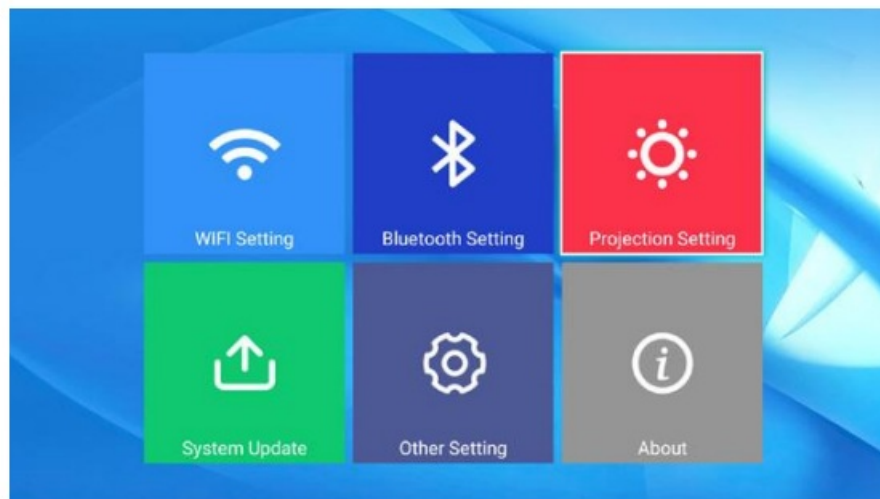 WIFI Setting
Bluetooth Setting
Projection Setting
System Update
Other Setting
About